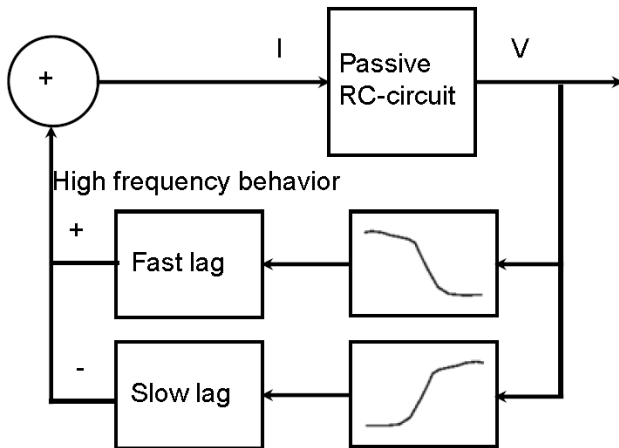 I
V
+
Passive
RC-circuit
High frequency behavior
+
Fast lag
-
Slow lag